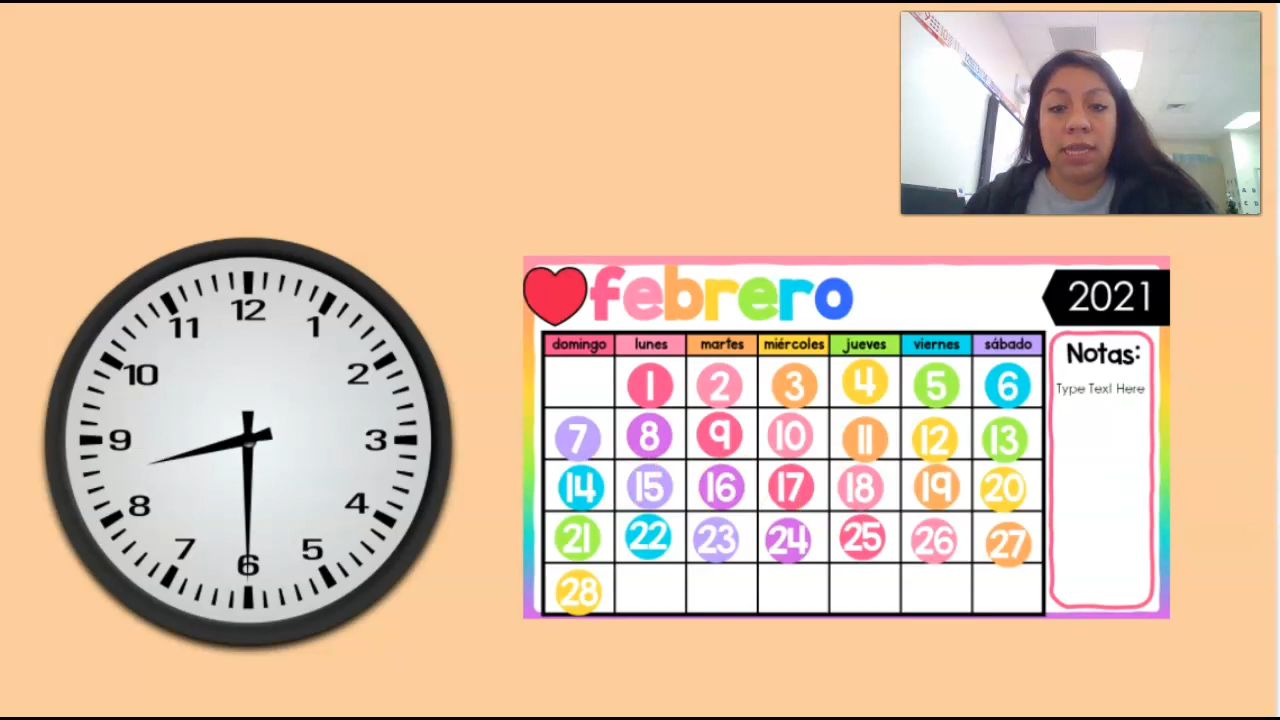 febrero
2021
domingo lunes martes miércoles jueves viernes sábado
1 2 3 4 5 6
7 8 9 10 11 12 13
14 15 16 17 18 19 20
21 22 23 24 25 26 27
28
Notas:
Type Text Here
12
1
2
3
4
5
6
7
8
9
10
11